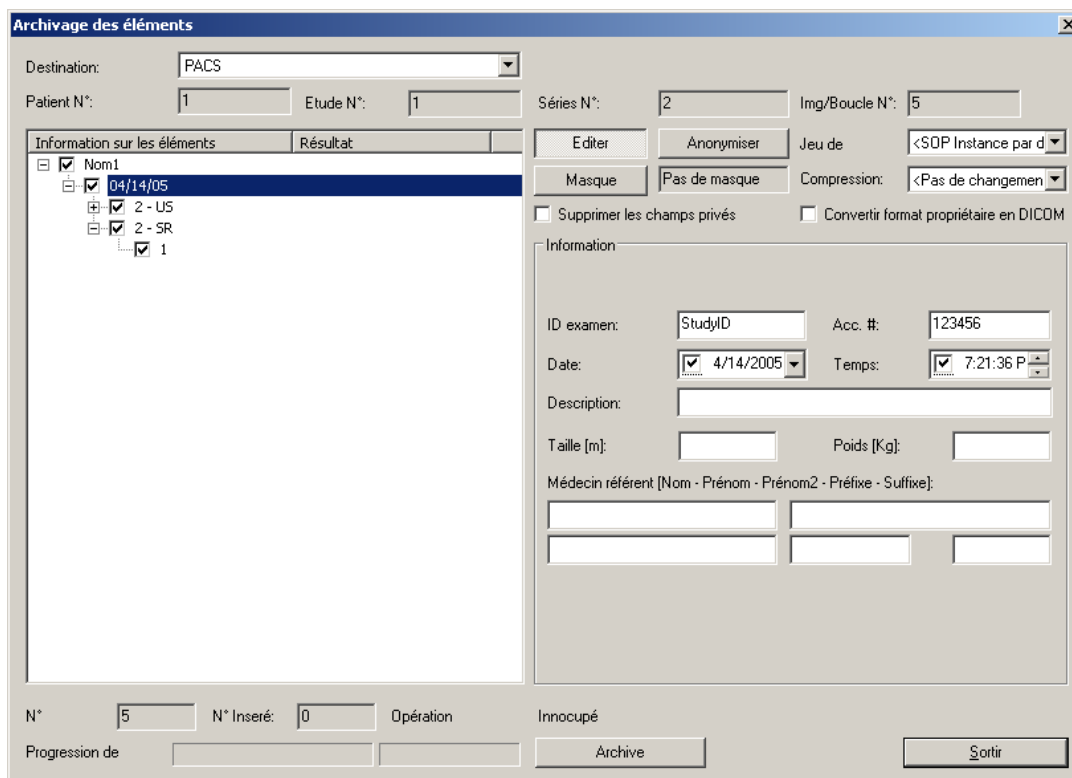 Archivage des éléments
Destination: PACS
Patient N°: 1 Etude N°: 1 Séries N°: 2 Img/Boucle N°: 5
Information sur les éléments Résultat
Nom1
04/14/05
2 - US
2 - SR
1
Editer Anonymiser Jeu de <SOP Instance par d
Masque Pas de masque Compression: <Pas de changemen
Supprimer les champs privés Convertir format propriétaire en DICOM
Information
ID examen: StudyID Acc. #: 123456
Date: 4/14/2005 Temps: 7:21:36 P
Description:
Taille [m]: Poids [Kg]:
Médecin référent [Nom - Prénom - Prénom2 - Préfixe - Suffixe]:
N° 5 N° Inseré: 0 Opération Innocupé
Progression de Archive Sortir